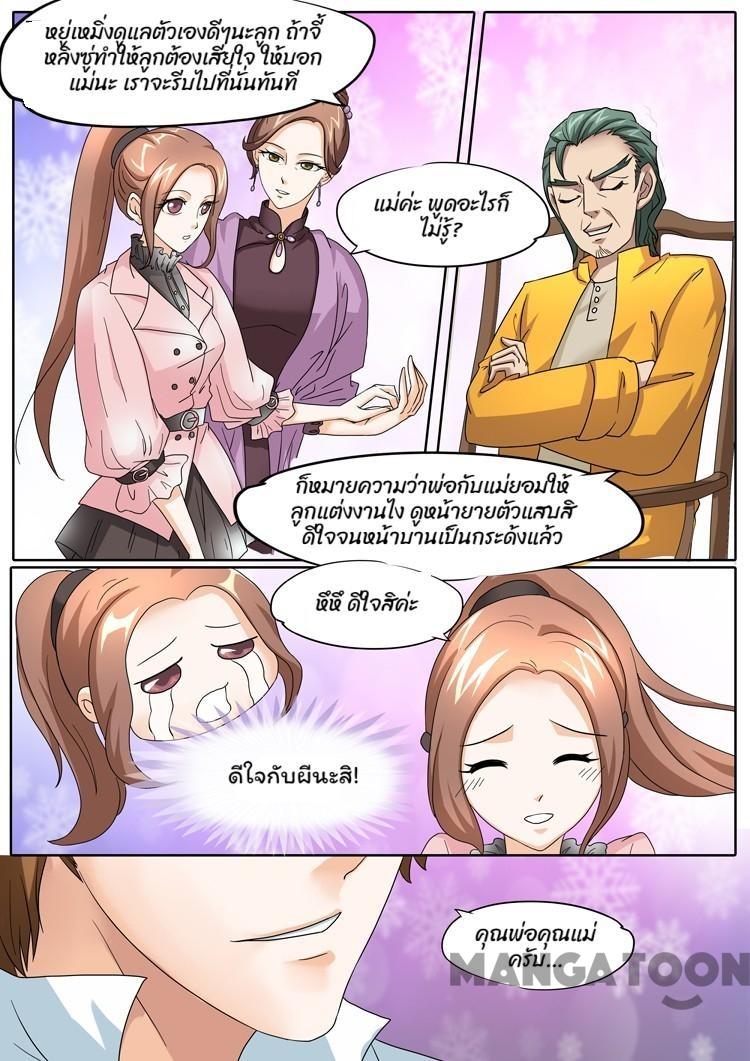 หยู่เหมิ่งดูแลตัวเองดีๆนะลูก ถ้าจี้
หลิงซู่ทำให้ลูกต้องเสียใจ ให้บอก
แม่นะ เราจะรีบไปที่นั่นทันที
แม่ค่ะ พูดอะไรก็
ไม่รู้?
ก็หมายความว่าพ่อกับแม่ยอมให้
ลูกแต่งงานไง ดูหน้ายายตัวแสบสิ
ดีใจจนหน้าบานเป็นกระด้งแล้ว
หึหึ ดีใจสิค่ะ
ดีใจกับผีนะสิ!
คุณพ่อคุณแม่
ครับ...
MANGATOON